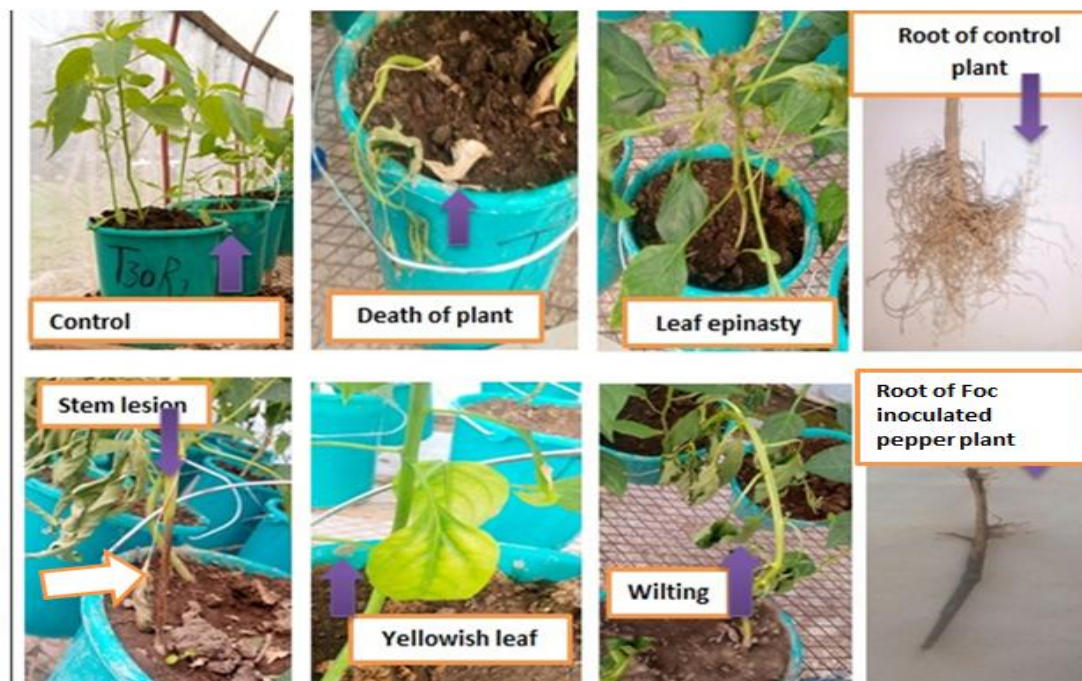 Root of control
plant
T30R7
Control
Death of plant
Leaf epinasty
Stem lesion
Root of Foc
inoculated
pepper plant
Yellowish leaf
Wilting